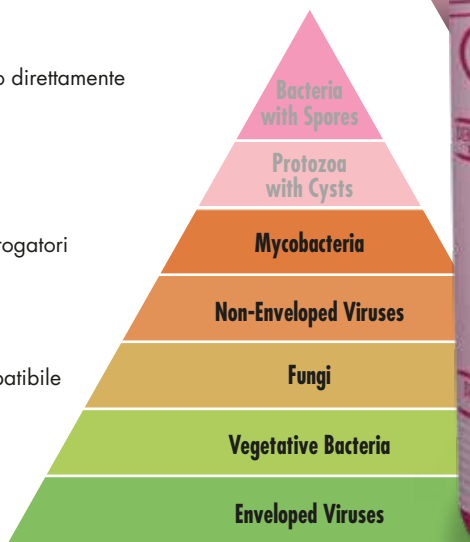 o direttamente
Bacteria
with Spores
Protozoa
with Cysts
rogatori
Mycobacteria
Non-Enveloped Viruses
patibile
Fungi
Vegetative Bacteria
Enveloped Viruses